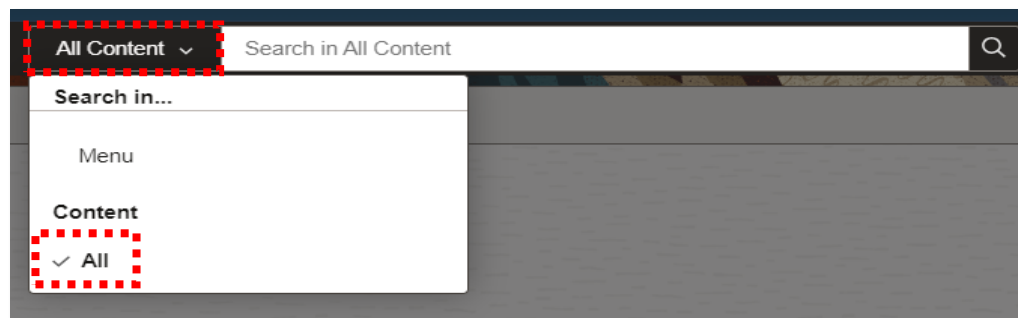 All Content Search in All Content
Search in...
Menu
Content
All